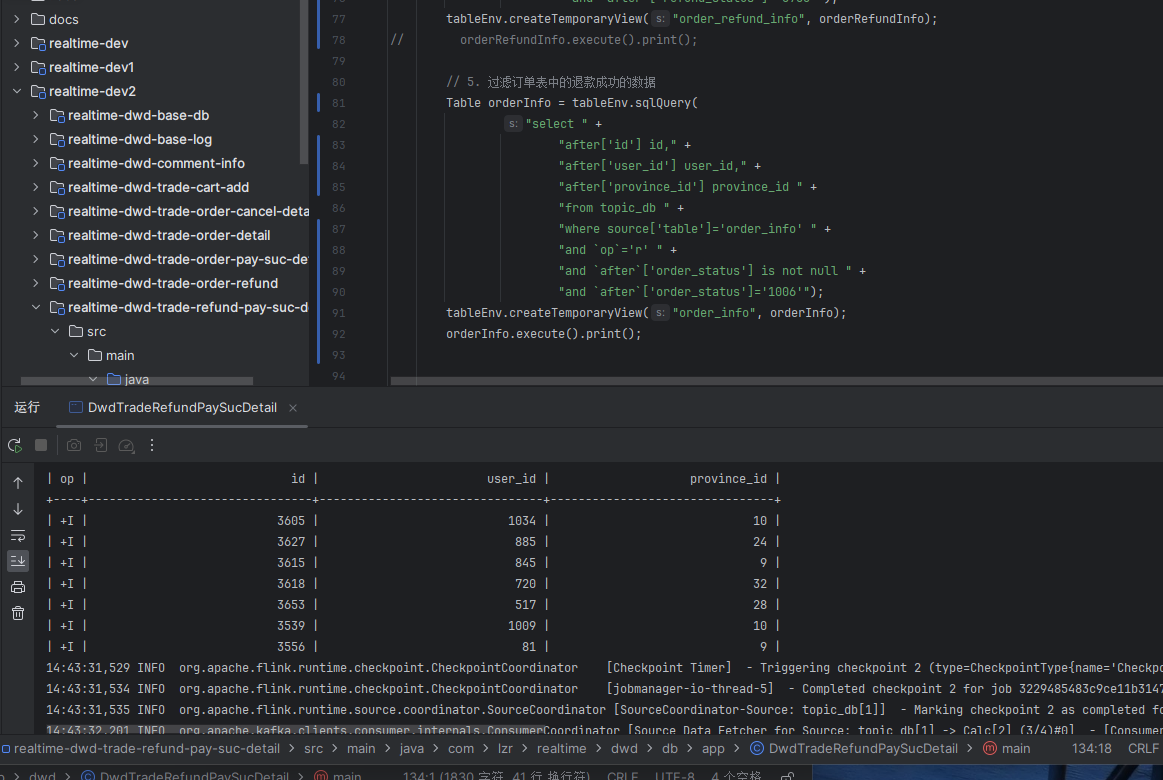 docs
realtime-dev
realtime-dev1
realtime-dev2
realtime-dwd-base-db
realtime-dwd-base-log
realtime-dwd-comment-info
realtime-dwd-trade-cart-add
realtime-dwd-trade-order-cancel-deta
realtime-dwd-trade-order-detail
realtime-dwd-trade-order-pay-suc-de
realtime-dwd-trade-order-refund
realtime-dwd-trade-refund-pay-suc-d
src
main
java
77 tableEnv.createTemporaryView( s: "order_refund_info", orderRefundInfo);
78 // orderRefundInfo.execute().print();
79
80 // 5. 过滤订单表中的退款成功的数据
81 Table orderInfo = tableEnv.sqlQuery(
82 s: "select " +
83 "after['id'] id," +
84 "after['user_id'] user_id," +
85 "after['province_id'] province_id " +
86 "from topic_db " +
87 "where source['table']='order_info' " +
88 "and `op`='r' " +
89 "and `after`['order_status'] is not null " +
90 "and `after`['order_status']='1006'");
91 tableEnv.createTemporaryView( s: "order_info", orderInfo);
92 orderInfo.execute().print();
93
94
运行 DwdTradeRefundPaySucDetail ×
| op | id | user_id | province_id |
+----+--------------------------------+--------------------------------+--------------------------------+
| +I | 3605 | 1034 | 10 |
| +I | 3627 | 885 | 24 |
| +I | 3615 | 845 | 9 |
| +I | 3618 | 720 | 32 |
| +I | 3653 | 517 | 28 |
| +I | 3539 | 1009 | 10 |
| +I | 3556 | 81 | 9 |
14:43:31,529 INFO org.apache.flink.runtime.checkpoint.CheckpointCoordinator [Checkpoint Timer] - Triggering checkpoint 2 (type=CheckpointType{name='Checkpo
14:43:31,534 INFO org.apache.flink.runtime.checkpoint.CheckpointCoordinator [jobmanager-io-thread-5] - Completed checkpoint 2 for job 3229485483c9ce11b3147
14:43:31,535 INFO org.apache.flink.runtime.source.coordinator.SourceCoordinator [SourceCoordinator-Source: topic_db[1]] - Marking checkpoint 2 as completed fo
14:43:32,201 INFO org.apache.kafka.clients.consumer.internals.ConsumerCoordinator [Source Data Fetcher for Source: topic_db[1] -> Calc[2] (3/4)#0] - [Consumer
realtime-dwd-trade-refund-pay-suc-detail > src > main > java > com > lzr > realtime > dwd > db > app > DwdTradeRefundPaySucDetail > main 134:18 CRLF
dwd > DwdTradeRefundPaySucDetail > main 134:1 (1830 字符, 41 行 换行符) CRLF UTF-8 4 个空格